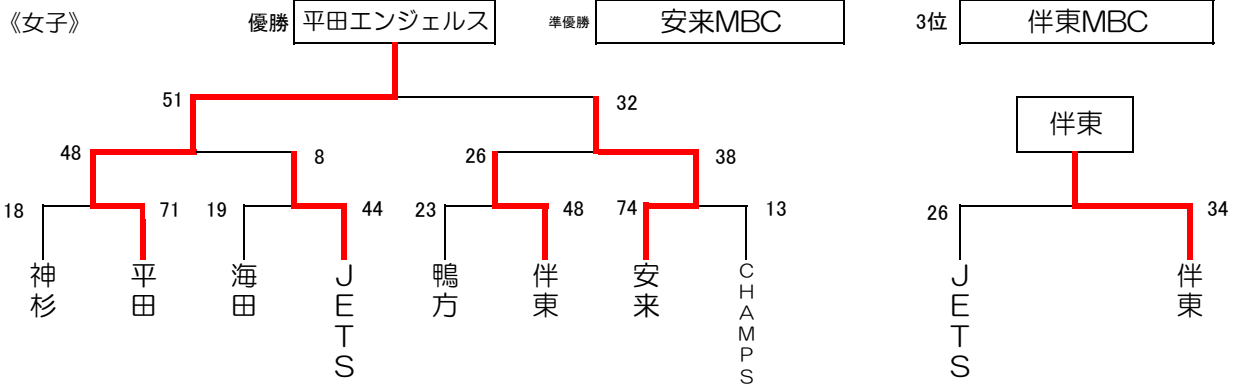 《女子》 優勝 平田エンジェルス 準優勝 安来MBC 3位 伴東MBC
51 32 伴東
48 8 26 38
18 71 19 44 23 48 74 13 26 34
神杉 平田 海田 JETS 鴨方 伴東 安来 CHAMPS JETS 伴東